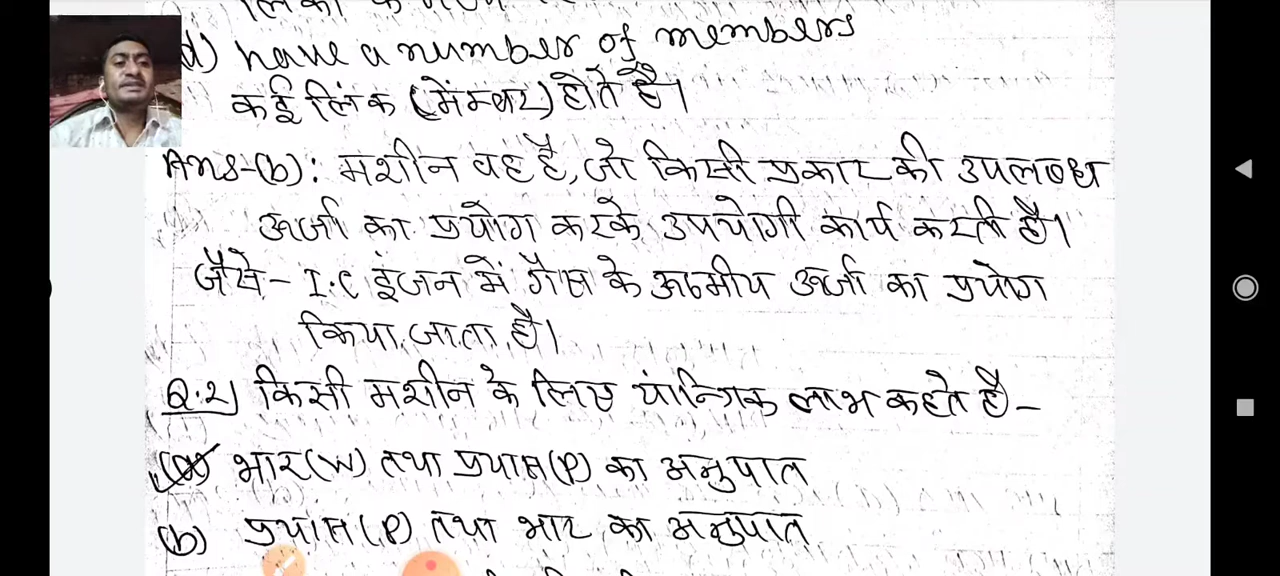 d) have a number of members
कई लिंक (मेम्बर) होते है।
Ans-(b): मशीन वह है, जो किसी प्रकार की उपलब्ध
ऊर्जा का प्रयोग करके उपयोगी कार्य करती है।
जैसे- I.C इंजन में गैस के ऊष्मीय ऊर्जा का प्रयोग
किया जाता है।
Q.2) किसी मशीन के लिए यांन्त्रिक लाभ कहते है-
(a) भार(W) तथा प्रयास(P) का अनुपात
(b) प्रयास(P) तथा भार का अनुपात